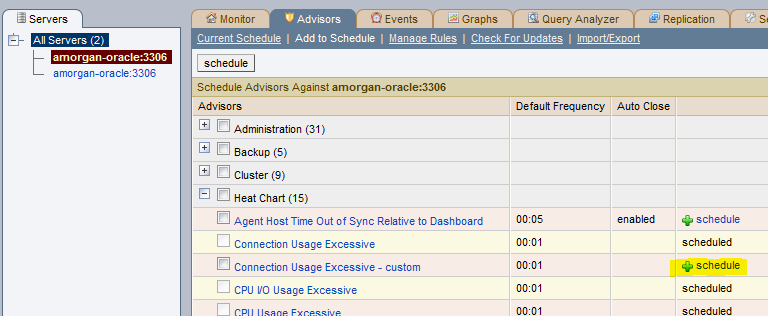 Servers
All Servers (2)
amorgan-oracle:3306
amorgan-oracle:3306
Monitor Advisors Events Graphs Query Analyzer Replication
Current Schedule | Add to Schedule | Manage Rules | Check For Updates | Import/Export
schedule
Schedule Advisors Against amorgan-oracle:3306
Advisors Default Frequency Auto Close
Administration (31)
Backup (5)
Cluster (9)
Heat Chart (15)
Agent Host Time Out of Sync Relative to Dashboard 00:05 enabled schedule
Connection Usage Excessive 00:01 scheduled
Connection Usage Excessive - custom 00:01 schedule
CPU I/O Usage Excessive 00:01 scheduled
CPU Usage Excessive 00:01 scheduled